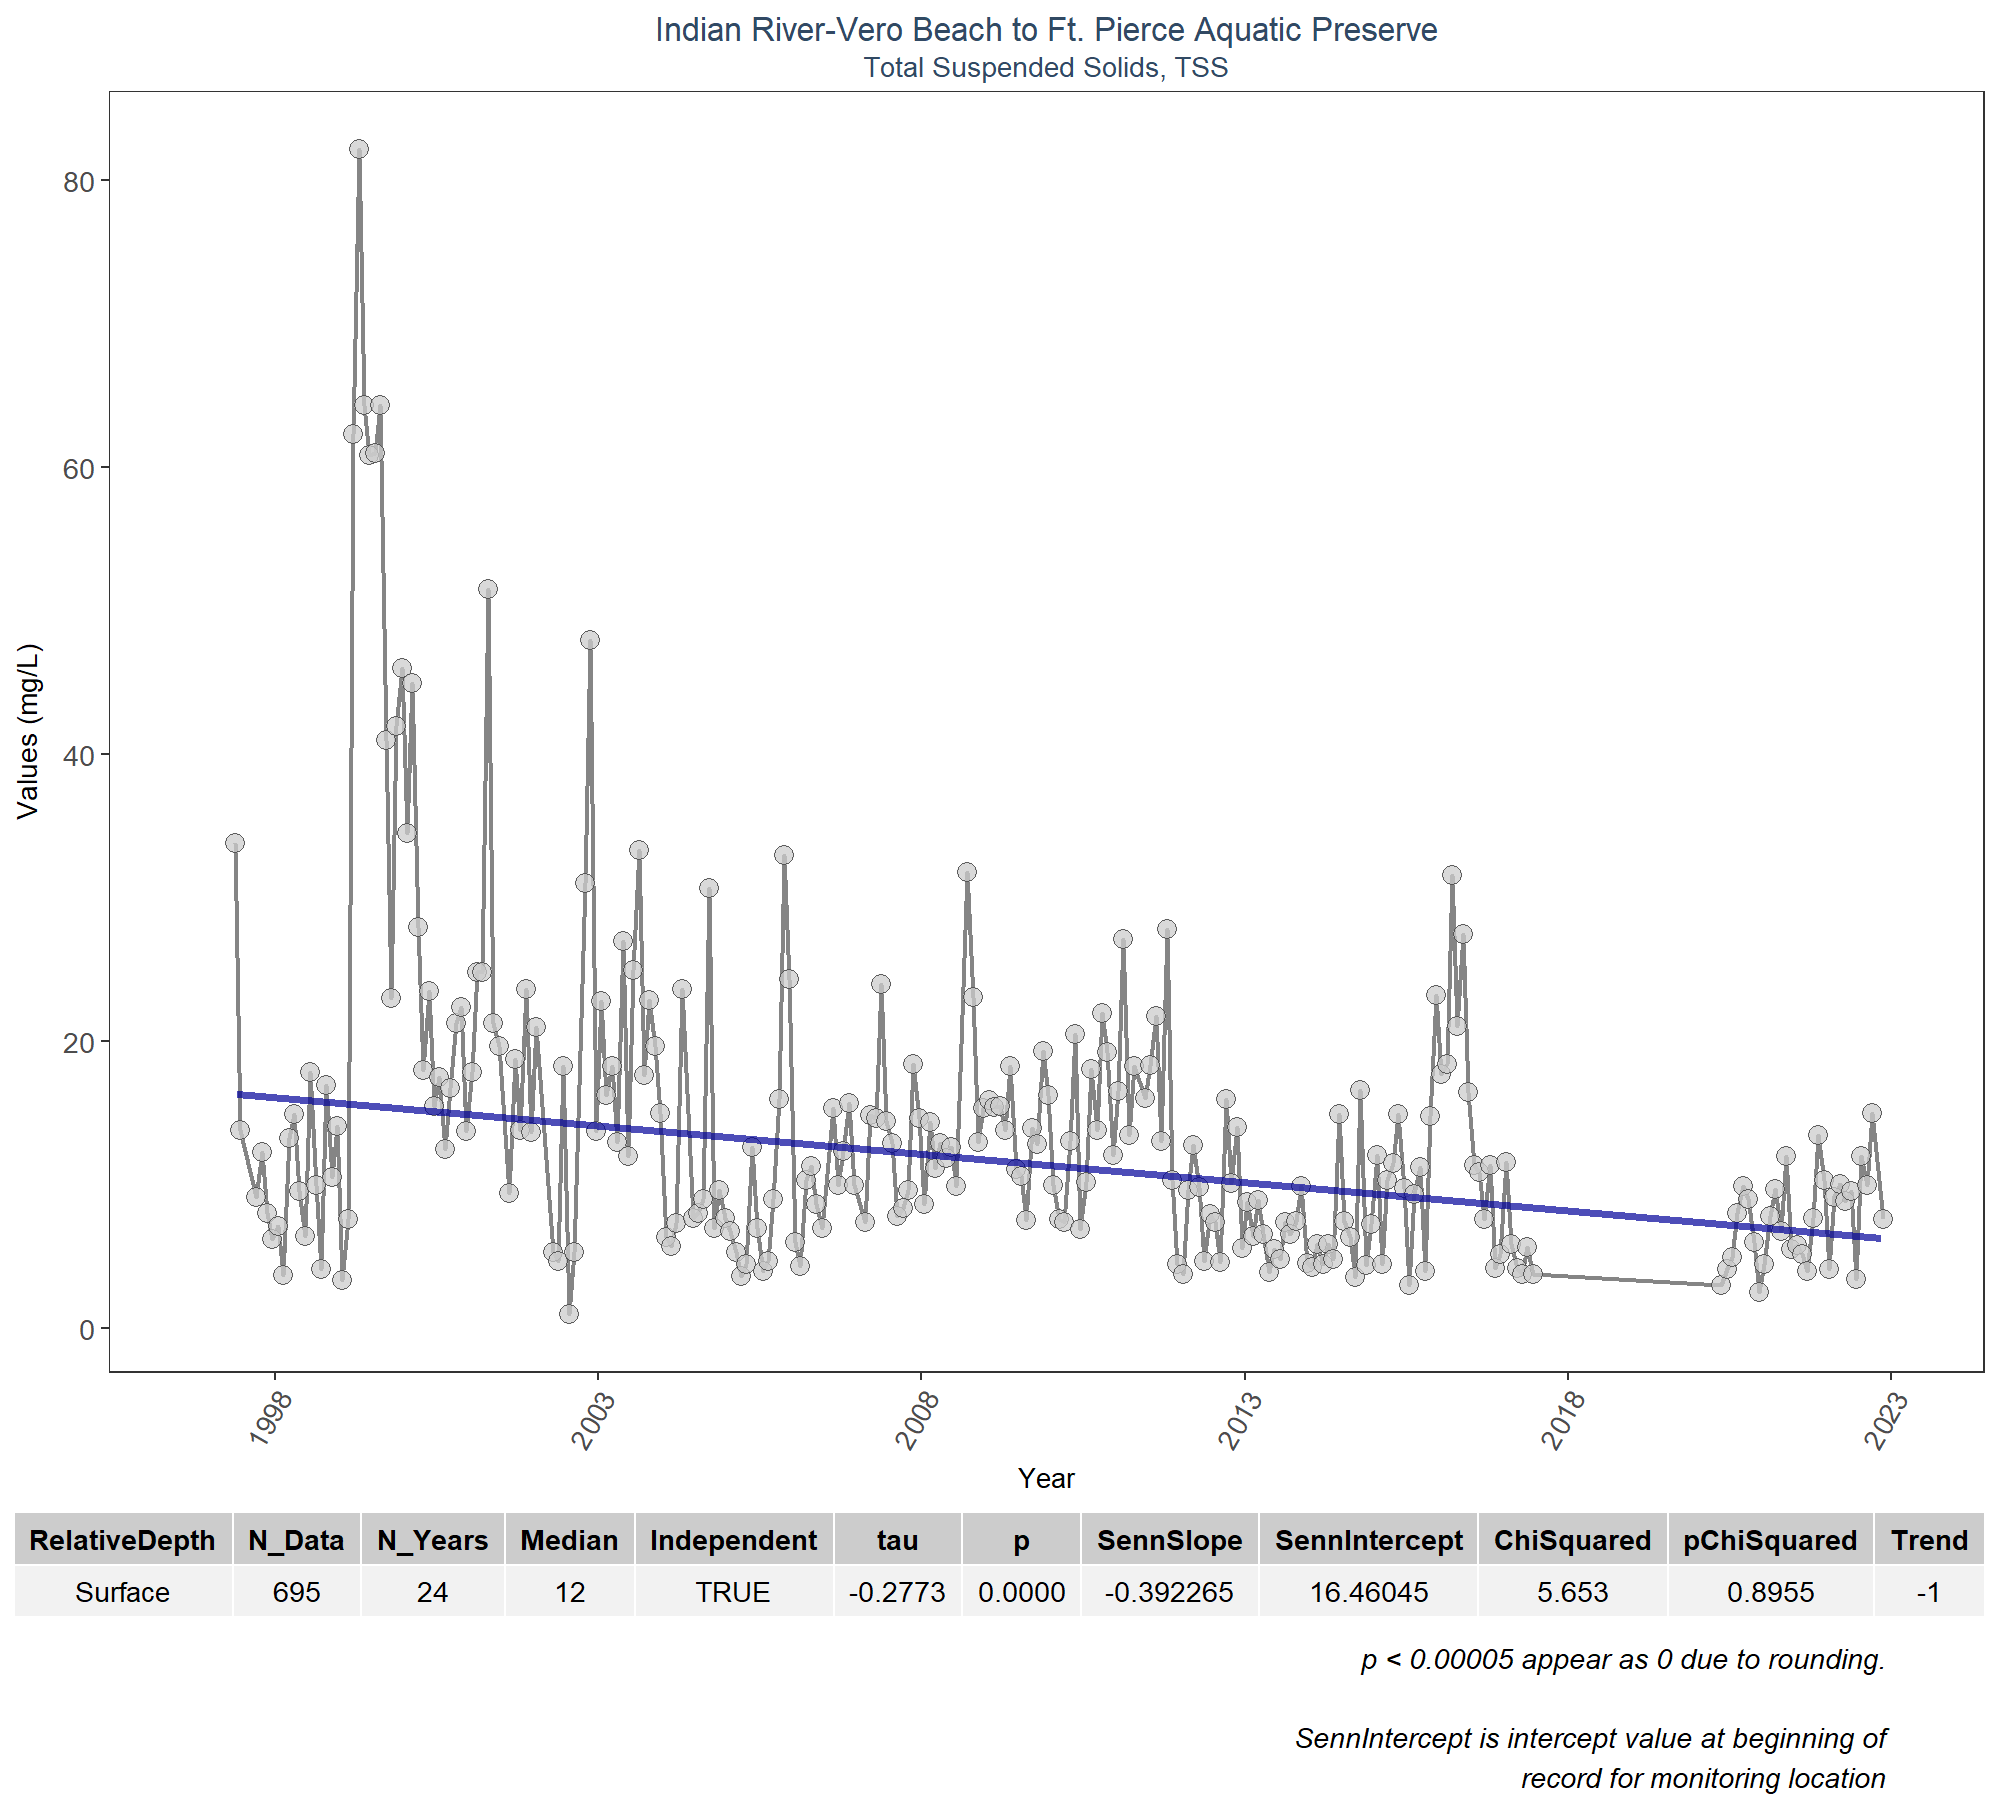 Indian River-Vero Beach to Ft. Pierce Aquatic Preserve
Total Suspended Solids, TSS
Values (mg/L)
80
60
40
20
0
1998
2003
2008
2013
2018
2023
Year
RelativeDepth N_Data N_Years Median Independent tau p SennSlope SennIntercept ChiSquared pChiSquared Trend
Surface 695 24 12 TRUE -0.2773 0.0000 -0.392265 16.46045 5.653 0.8955 -1
p < 0.00005 appear as 0 due to rounding.
SennIntercept is intercept value at beginning of
record for monitoring location